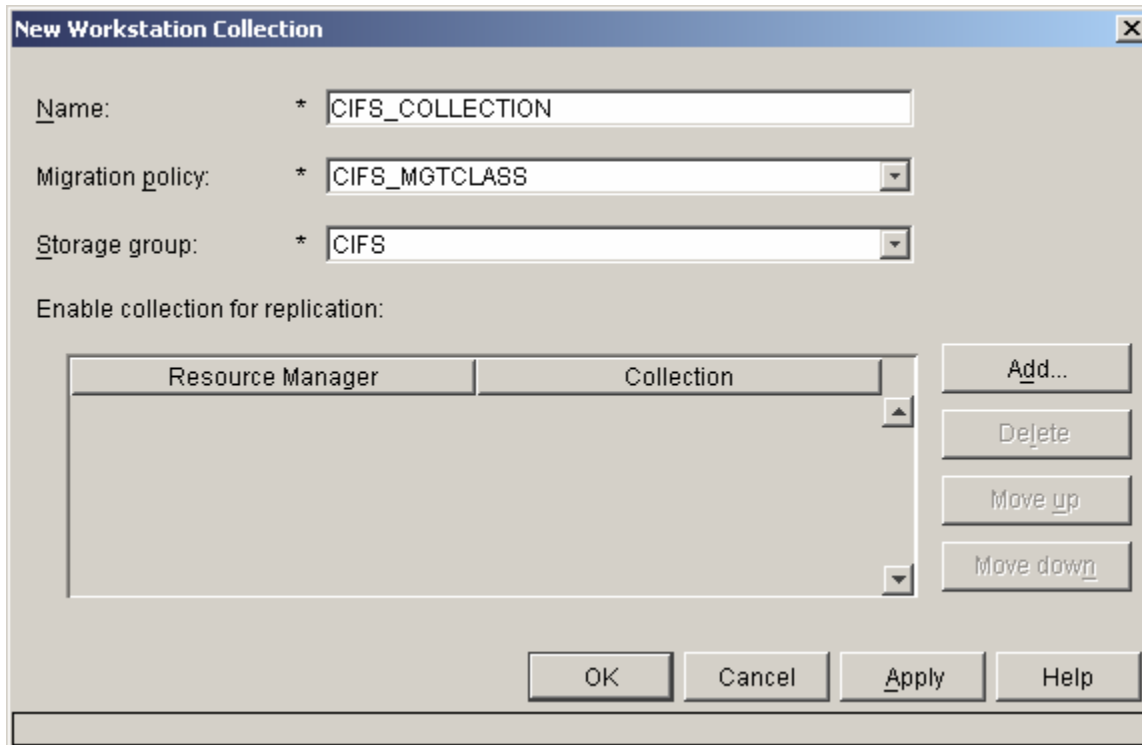 New Workstation Collection
Name: * CIFS_COLLECTION
Migration policy: * CIFS_MGTCLASS
Storage group: * CIFS
Enable collection for replication:
Resource Manager Collection Add...
Delete
Move up
Move down
OK Cancel Apply Help